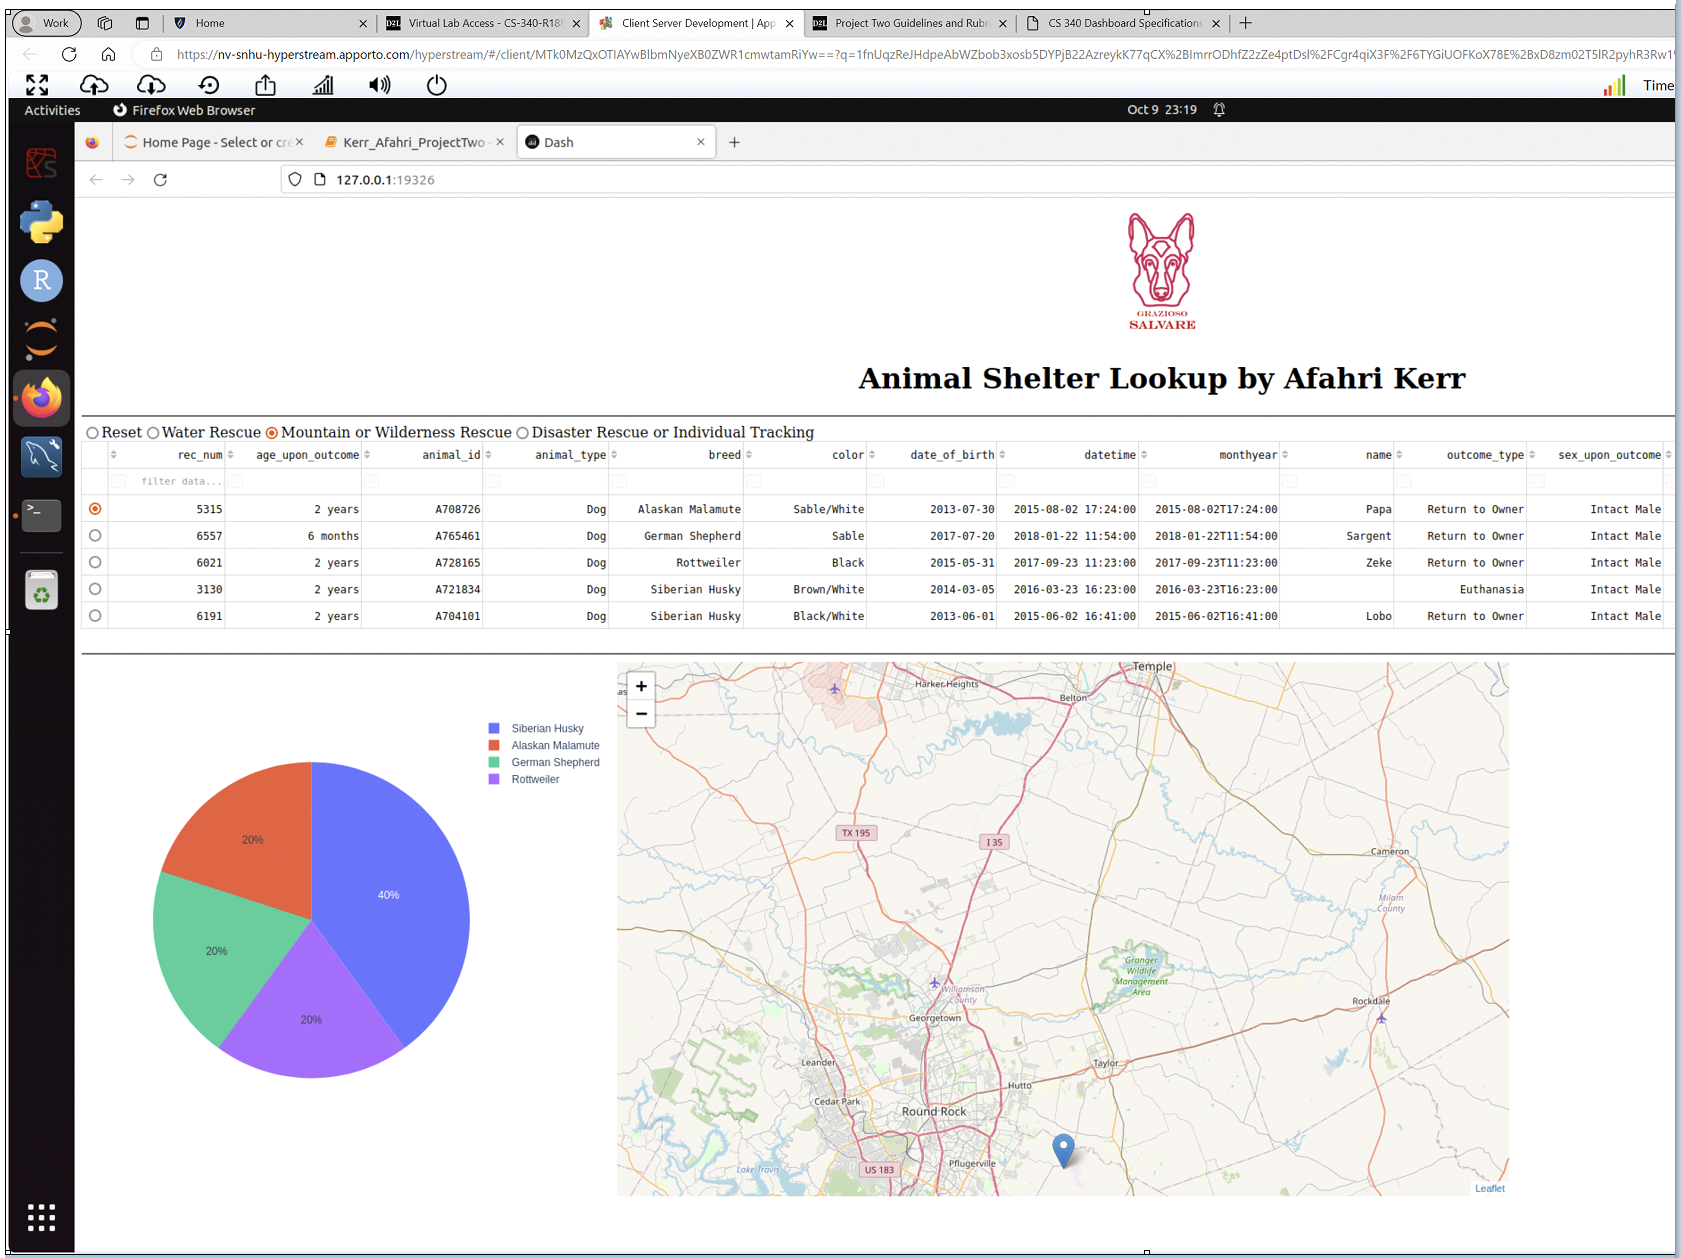 Work
Home
Virtual Lab Access - CS-340-R188
Client Server Development | App
Project Two Guidelines and Rubri
CS 340 Dashboard Specifications
https://nv-snhu-hyperstream.apporto.com/hyperstream/#/client/
Time
Activities
Firefox Web Browser
Oct 9 23:19
Home Page - Select or cre
Kerr_Afahri_ProjectTwo -
Dash
127.0.0.1:19326
GRAZIOSO
SALVARE
Animal Shelter Lookup by Afahri Kerr
Reset Water Rescue Mountain or Wilderness Rescue Disaster Rescue or Individual Tracking
rec_num age_upon_outcome animal_id animal_type breed color date_of_birth datetime monthyear name outcome_type sex_upon_outcome
filter data...
5315 2 years A708726 Dog Alaskan Malamute Sable/White 2013-07-30 2015-08-02 17:24:00 2015-08-02T17:24:00 Papa Return to Owner Intact Male
6557 6 months A765461 Dog German Shepherd Sable 2017-07-20 2018-01-22 11:54:00 2018-01-22T11:54:00 Sargent Return to Owner Intact Male
6021 2 years A728165 Dog Rottweiler Black 2015-05-31 2017-09-23 11:23:00 2017-09-23T11:23:00 Zeke Return to Owner Intact Male
3130 2 years A721834 Dog Siberian Husky Brown/White 2014-03-05 2016-03-23 16:23:00 2016-03-23T16:23:00 Euthanasia Intact Male
6191 2 years A704101 Dog Siberian Husky Black/White 2013-06-01 2015-06-02 16:41:00 2015-06-02T16:41:00 Lobo Return to Owner Intact Male
Siberian Husky
Alaskan Malamute
German Shepherd
Rottweiler
20%
40%
20%
20%
+
−
Temple
Harker Heights
Belton
TX 195
I 35
Cameron
Milam
County
Granger
Wildlife
Management
Area
Williamson
County
Rockdale
Georgetown
Leander
Taylor
Hutto
Cedar Park
Round Rock
Pflugerville
US 183
Lake Travis
Leaflet